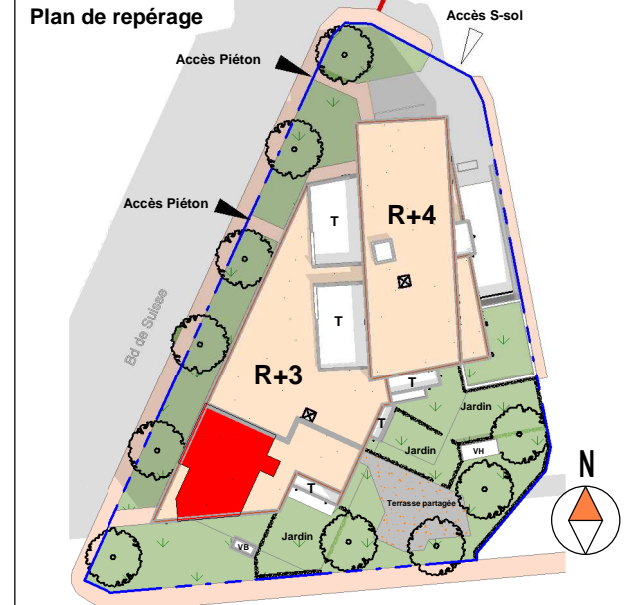 Plan de repérage
Accès S-sol
Accès Piéton
Accès Piéton
R+4
T
T
Bd de Suisse
R+3
T
T
Jardin
Jardin
VH
T
Terrasse partagée
Jardin
VB
N